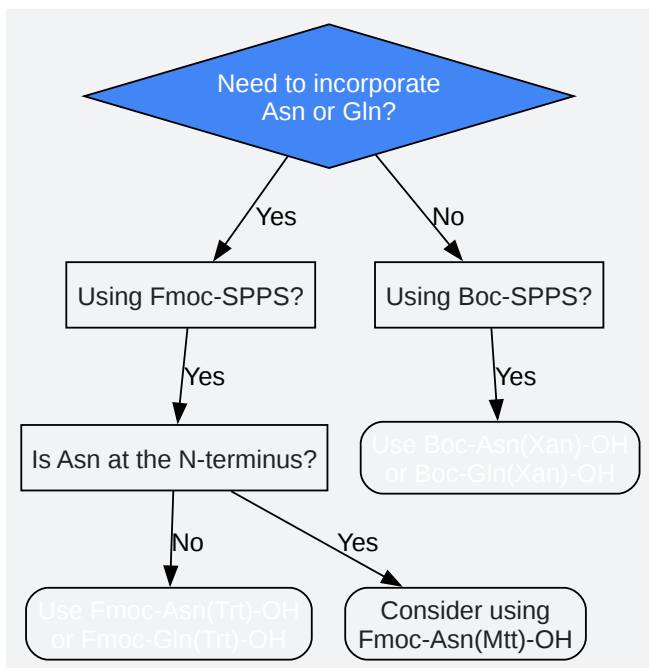 Need to incorporate
Asn or Gln?
Yes
No
Using Fmoc-SPPS?
Using Boc-SPPS?
Yes
Yes
Use Boc-Asn(Xan)-OH
or Boc-Gln(Xan)-OH
Is Asn at the N-terminus?
No
Yes
Use Fmoc-Asn(Trt)-OH
or Fmoc-Gln(Trt)-OH
Consider using
Fmoc-Asn(Mtt)-OH